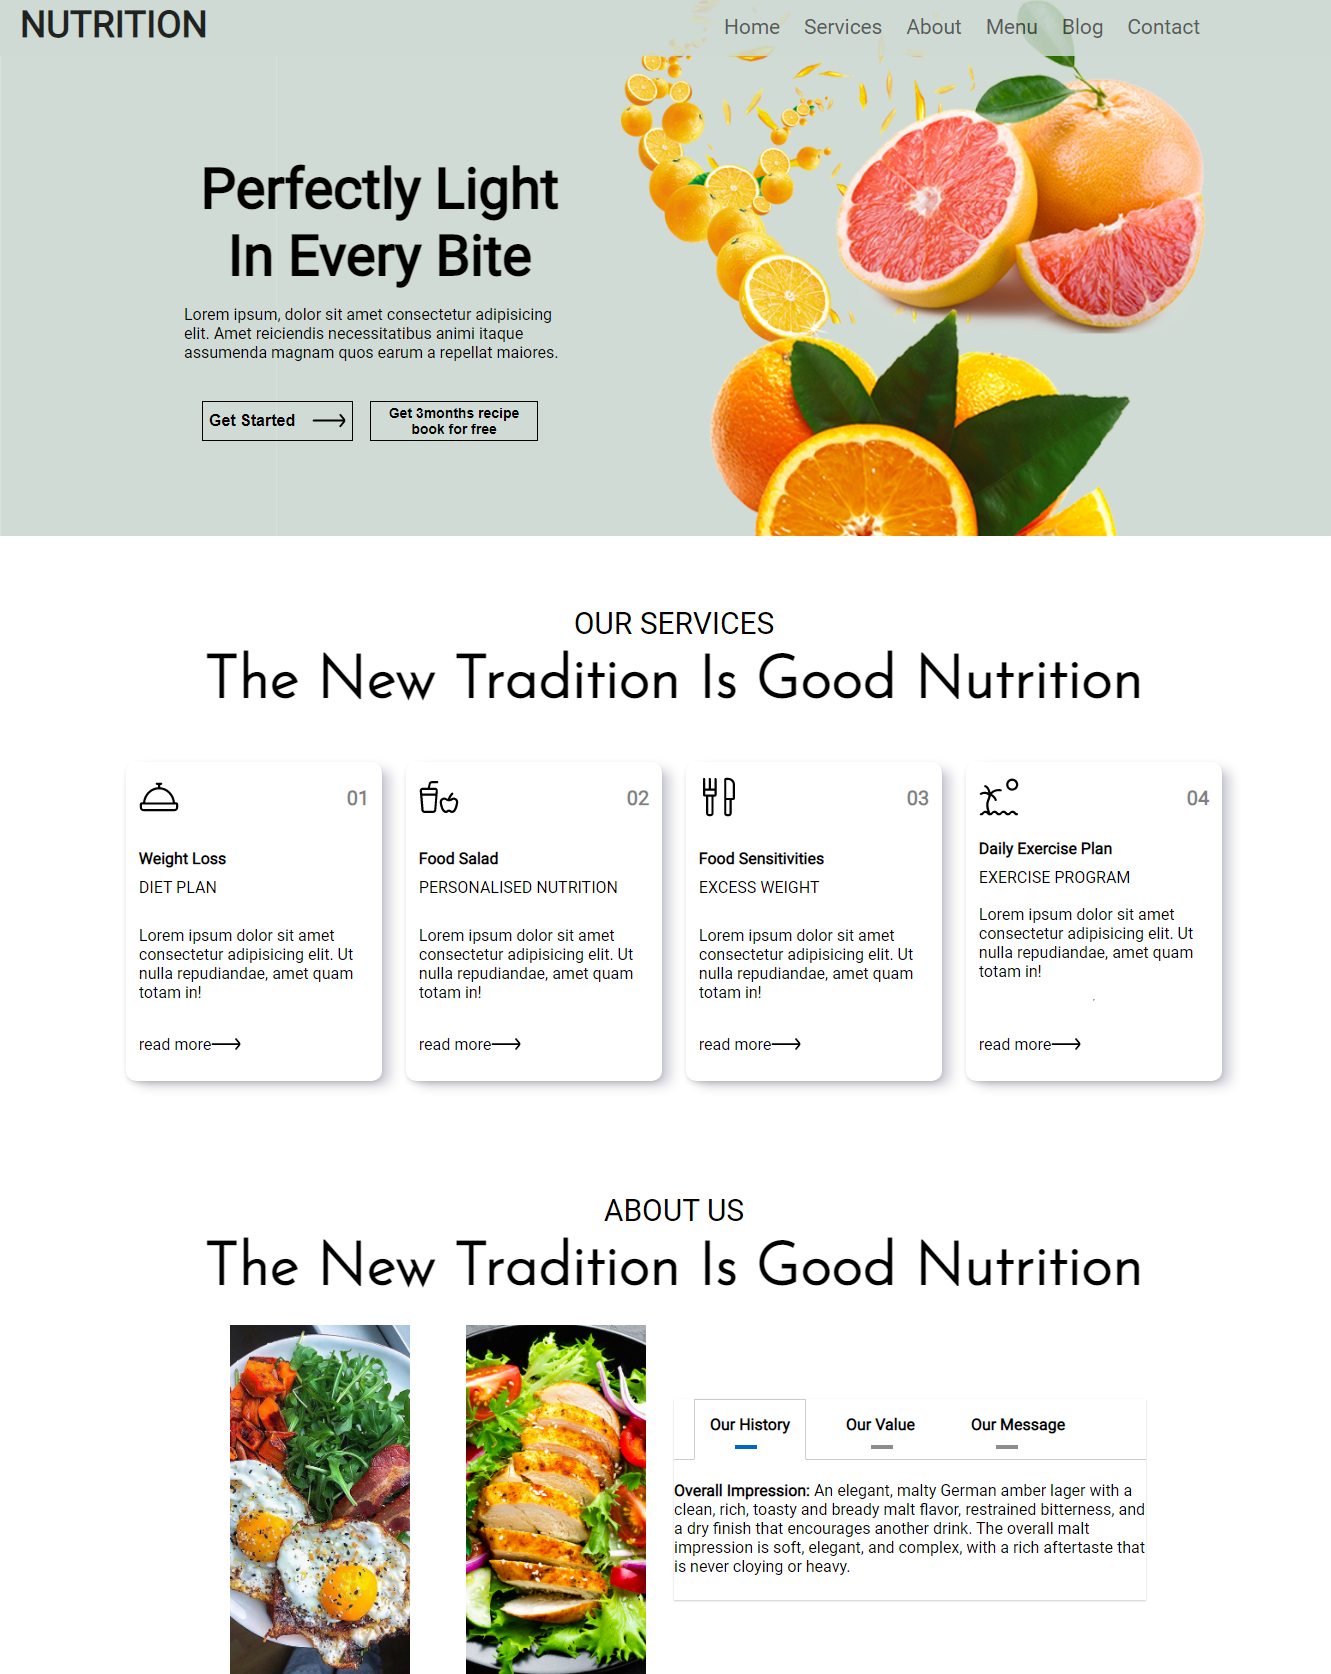 NUTRITION
Home Services About Menu Blog Contact
Perfectly Light
In Every Bite
Lorem ipsum, dolor sit amet consectetur adipisicing
elit. Amet reiciendis necessitatibus animi itaque
assumenda magnam quos earum a repellat maiores.
Get Started
Get 3months recipe
book for free
OUR SERVICES
The New Tradition Is Good Nutrition
01
Weight Loss
DIET PLAN
Lorem ipsum dolor sit amet
consectetur adipisicing elit. Ut
nulla repudiandae, amet quam
totam in!
read more
02
Food Salad
PERSONALISED NUTRITION
Lorem ipsum dolor sit amet
consectetur adipisicing elit. Ut
nulla repudiandae, amet quam
totam in!
read more
03
Food Sensitivities
EXCESS WEIGHT
Lorem ipsum dolor sit amet
consectetur adipisicing elit. Ut
nulla repudiandae, amet quam
totam in!
read more
04
Daily Exercise Plan
EXERCISE PROGRAM
Lorem ipsum dolor sit amet
consectetur adipisicing elit. Ut
nulla repudiandae, amet quam
totam in!
read more
ABOUT US
The New Tradition Is Good Nutrition
Our History Our Value Our Message
Overall Impression: An elegant, malty German amber lager with a
clean, rich, toasty and bready malt flavor, restrained bitterness, and
a dry finish that encourages another drink. The overall malt
impression is soft, elegant, and complex, with a rich aftertaste that
is never cloying or heavy.